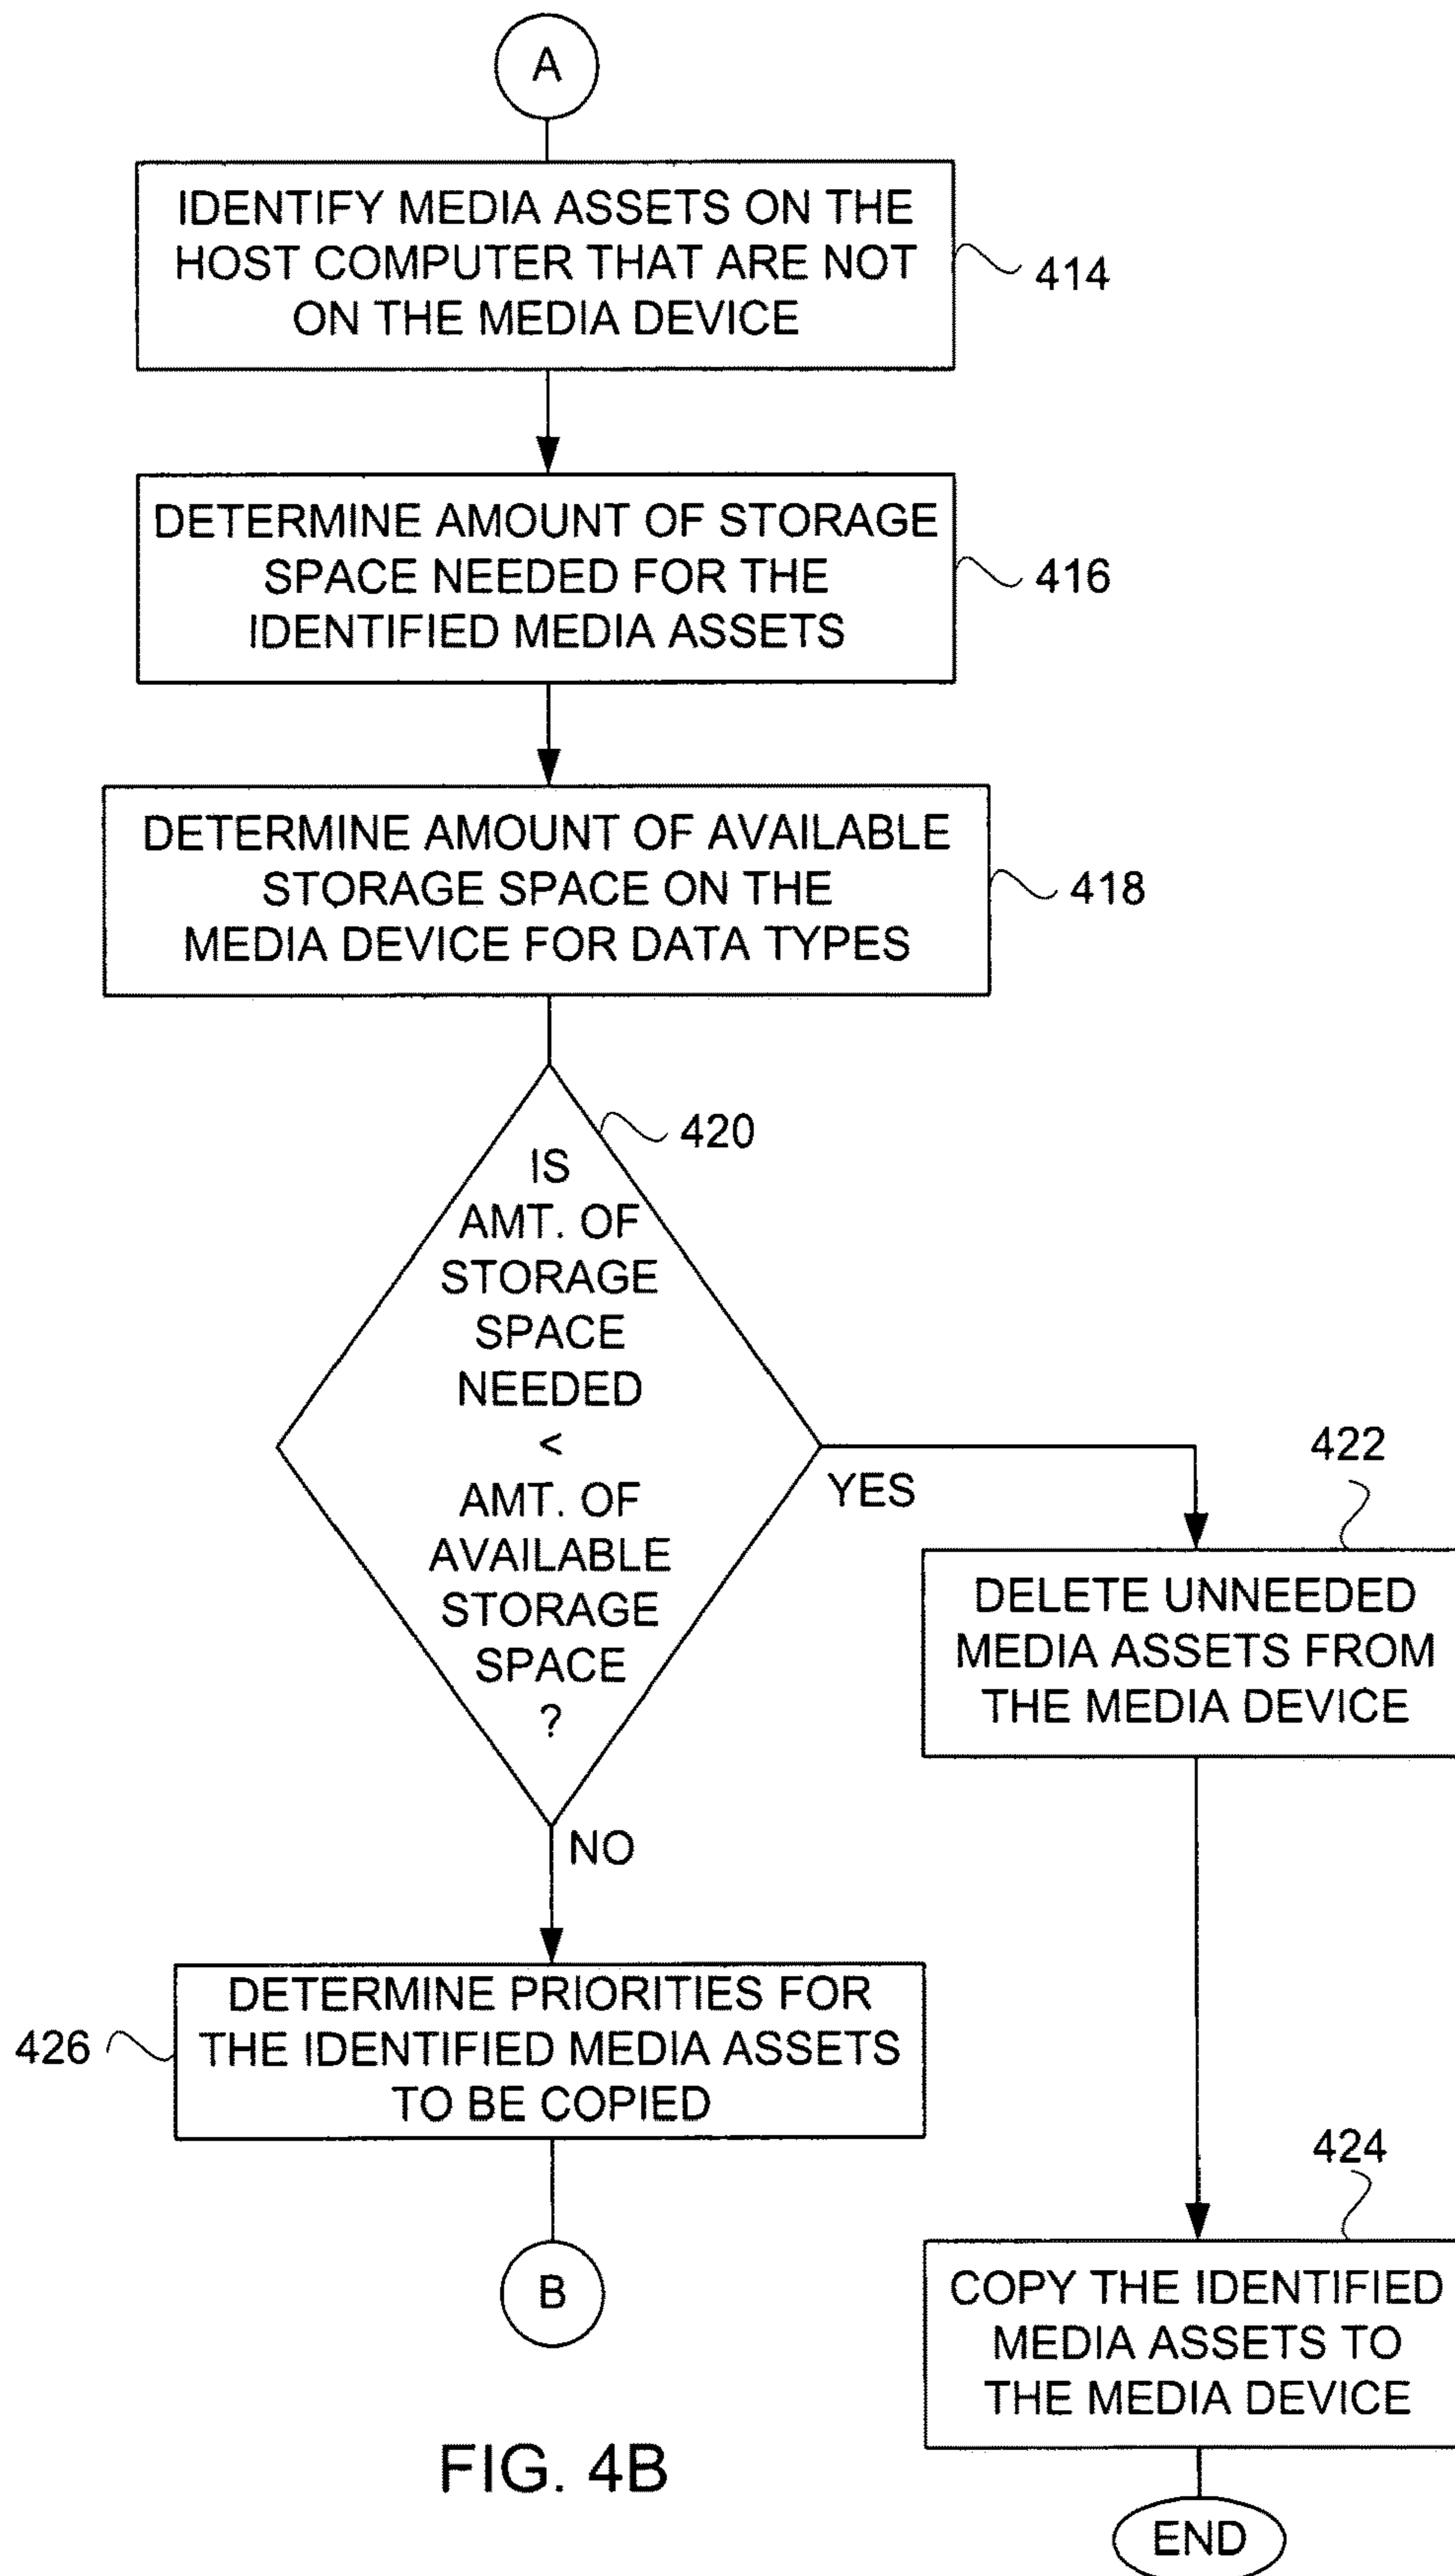 A
IDENTIFY MEDIA ASSETS ON THE
HOST COMPUTER THAT ARE NOT
ON THE MEDIA DEVICE
414
DETERMINE AMOUNT OF STORAGE
SPACE NEEDED FOR THE
IDENTIFIED MEDIA ASSETS
416
DETERMINE AMOUNT OF AVAILABLE
STORAGE SPACE ON THE
MEDIA DEVICE FOR DATA TYPES
418
420
IS
AMT. OF
STORAGE
SPACE
NEEDED
<
AMT. OF
AVAILABLE
STORAGE
SPACE
?
YES
422
DELETE UNNEEDED
MEDIA ASSETS FROM
THE MEDIA DEVICE
NO
426
DETERMINE PRIORITIES FOR
THE IDENTIFIED MEDIA ASSETS
TO BE COPIED
424
COPY THE IDENTIFIED
MEDIA ASSETS TO
THE MEDIA DEVICE
B
END
FIG. 4B